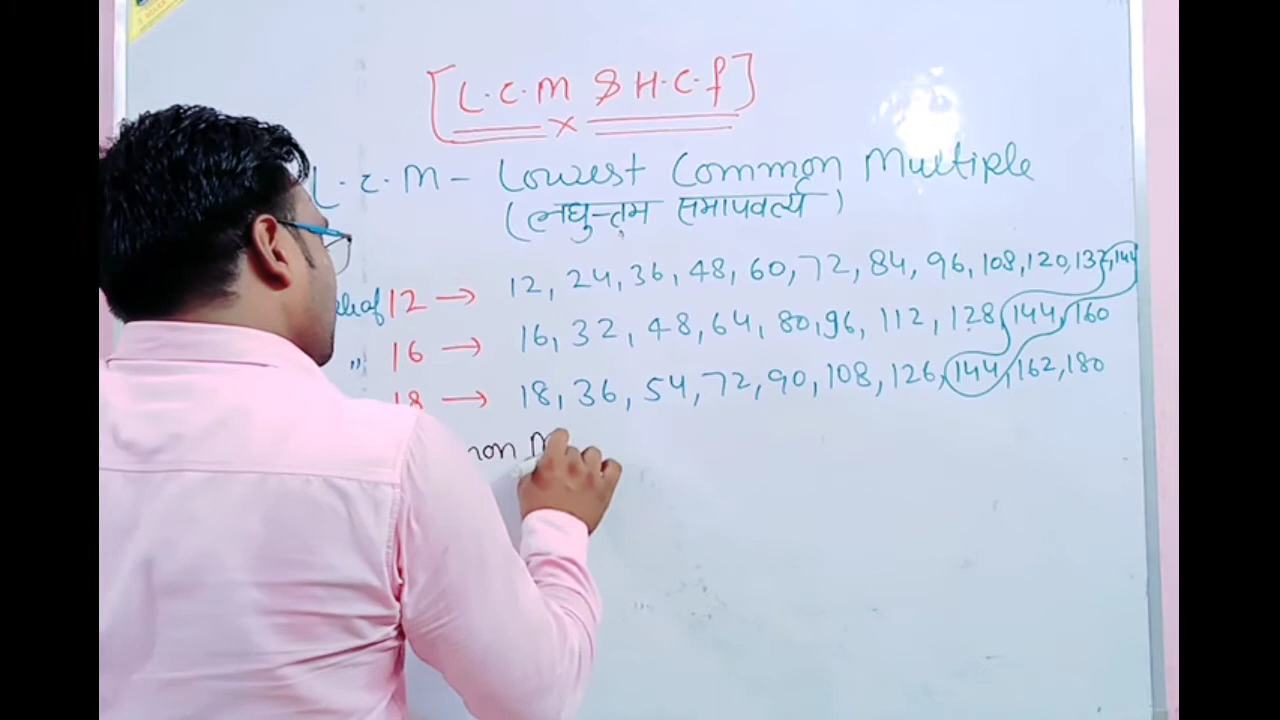 [L.C.M & H.C.f]
L.C.M - Lowest Common Multiple
(लघुत्तम समापवर्त्य)
12 → 12, 24, 36, 48, 60, 72, 84, 96, 108, 120, 132, 144
" 16 → 16, 32, 48, 64, 80, 96, 112, 128, 144, 160
18 → 18, 36, 54, 72, 90, 108, 126, 144, 162, 180